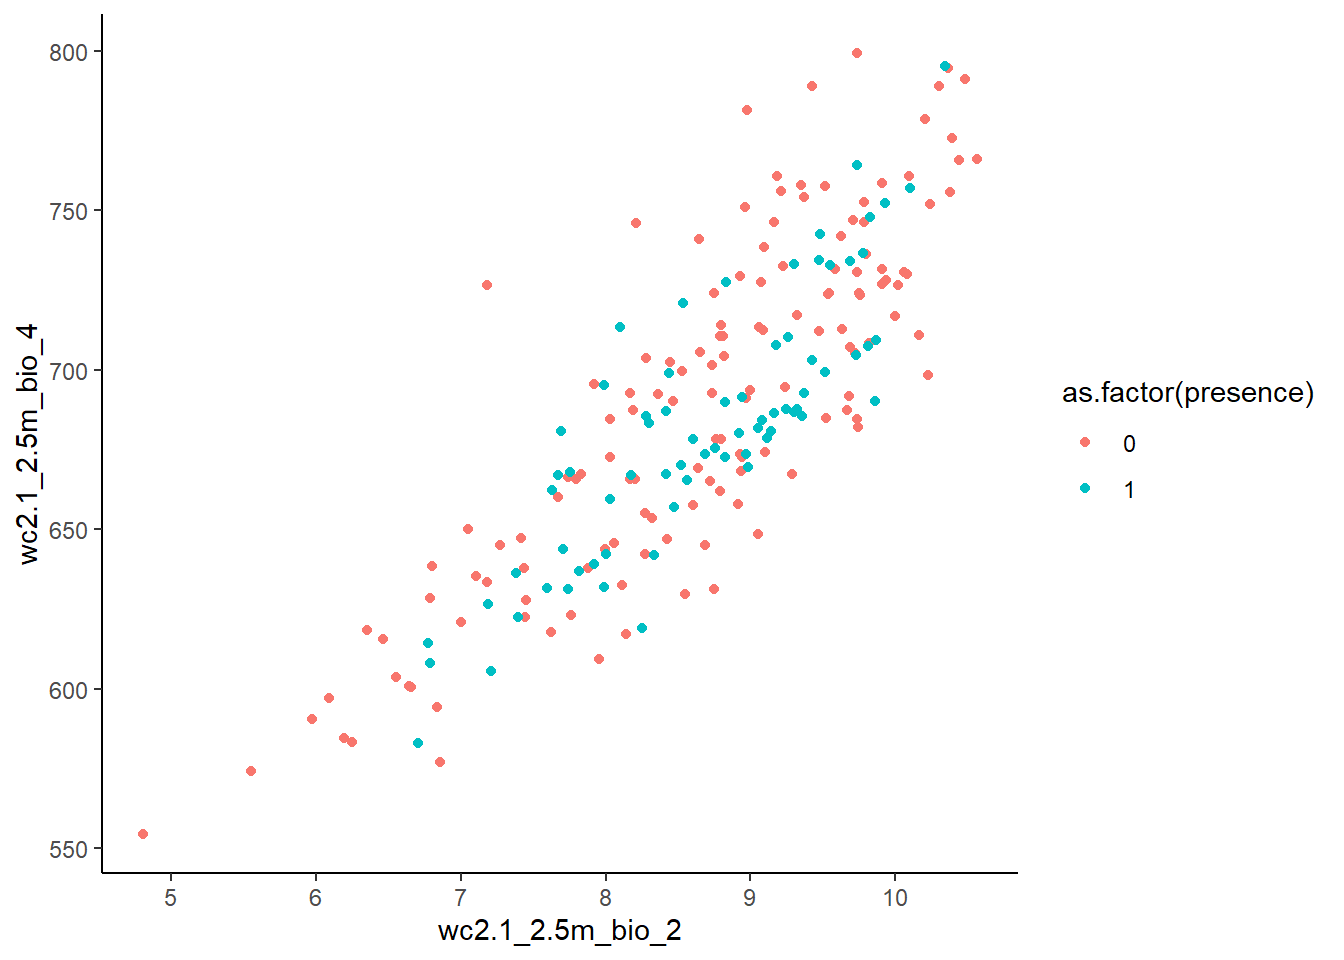 800
750
700
650
600
550
wc2.1_2.5m_bio_4
5 6 7 8 9 10
wc2.1_2.5m_bio_2
as.factor(presence)
0
1